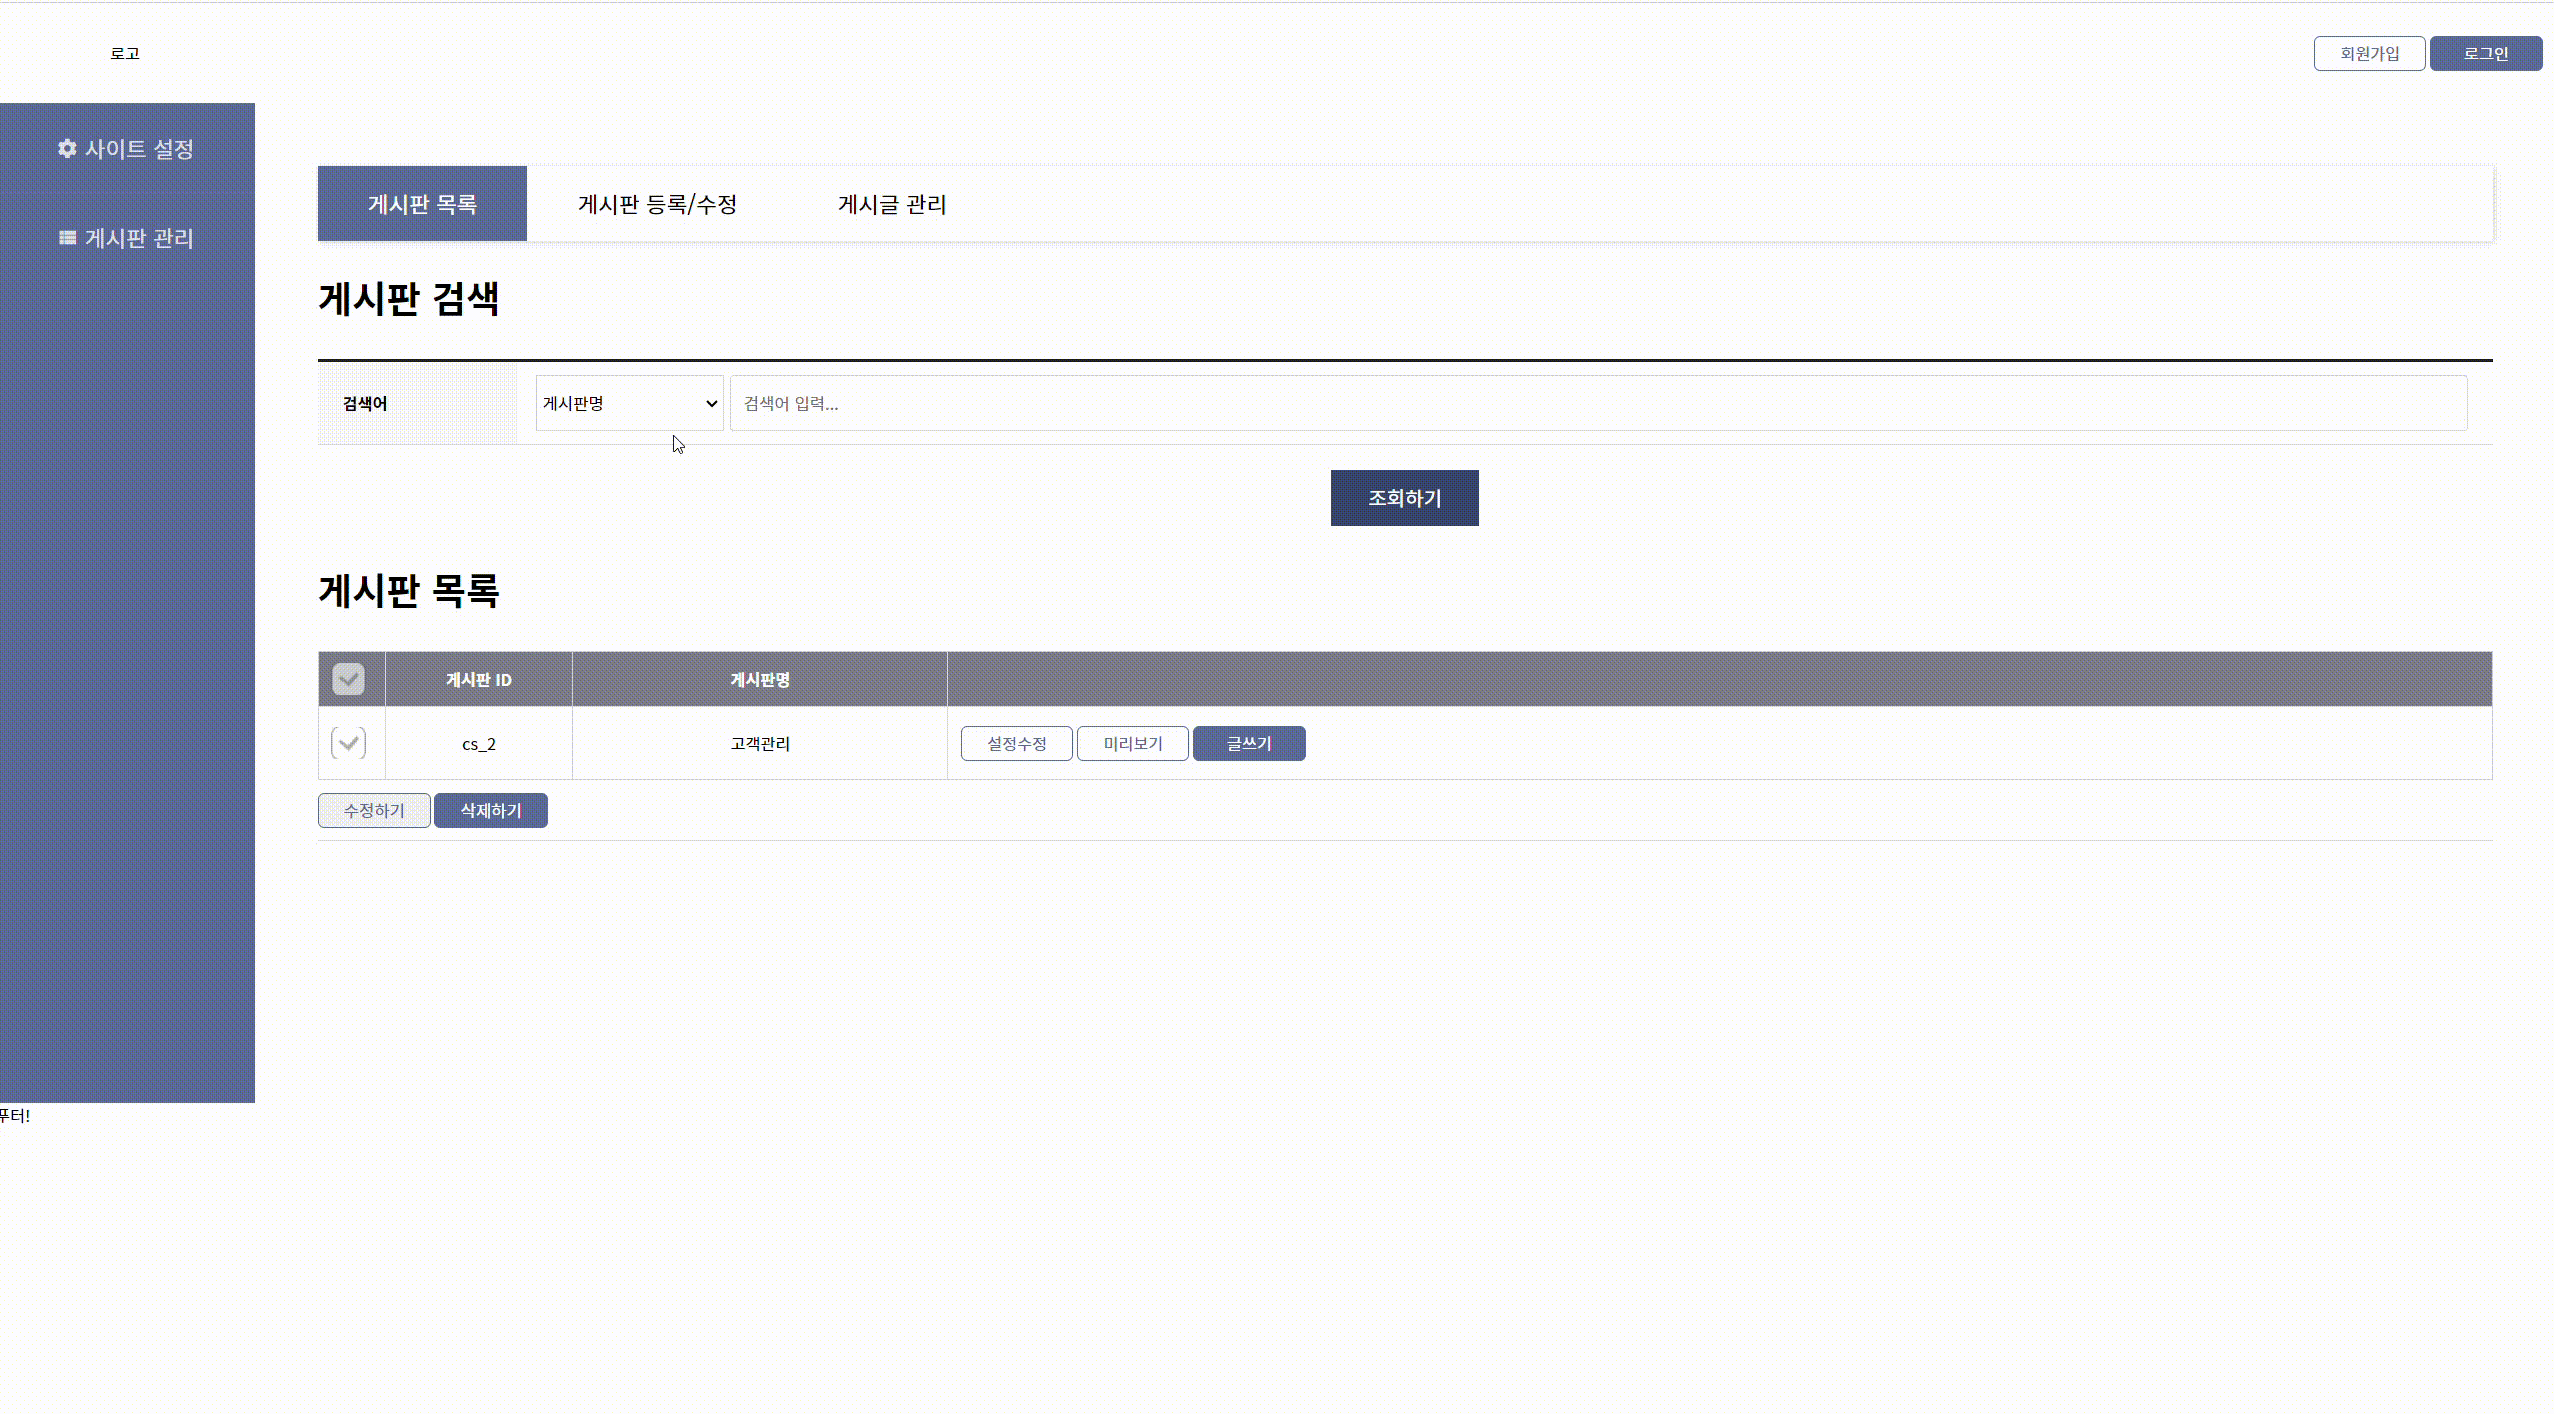 로고
회원가입 로그인
사이트 설정
게시판 관리
게시판 목록 게시판 등록/수정 게시글 관리
게시판 검색
검색어 게시판명 검색어 입력...
조회하기
게시판 목록
게시판 ID 게시판명
cs_2 고객관리 설정수정 미리보기 글쓰기
수정하기 삭제하기
푸터!